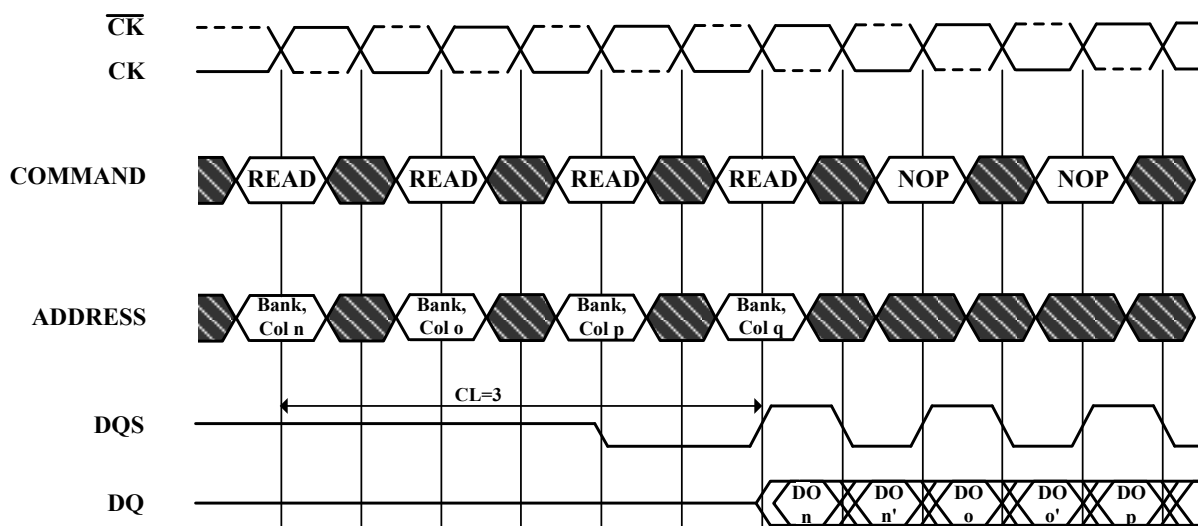 CK
CK
COMMAND
READ
READ
READ
READ
NOP
NOP
ADDRESS
Bank,
Col n
Bank,
Col o
Bank,
Col p
Bank,
Col q
CL=3
DQS
DQ
DO
n
DO
n'
DO
o
DO
o'
DO
p